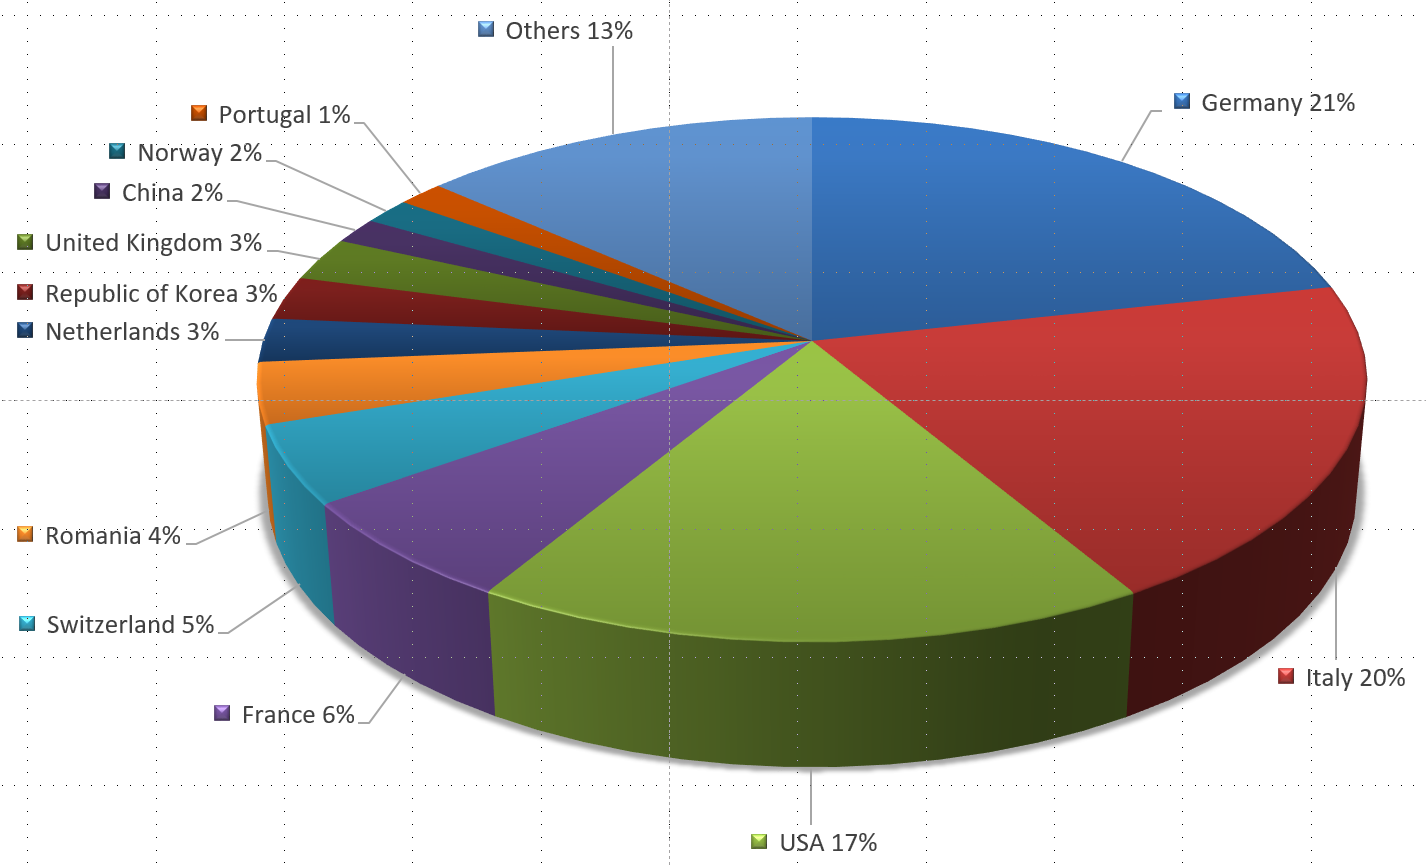 Others 13%
Germany 21%
Portugal 1%
Norway 2%
China 2%
United Kingdom 3%
Republic of Korea 3%
Netherlands 3%
Romania 4%
Switzerland 5%
Italy 20%
France 6%
USA 17%